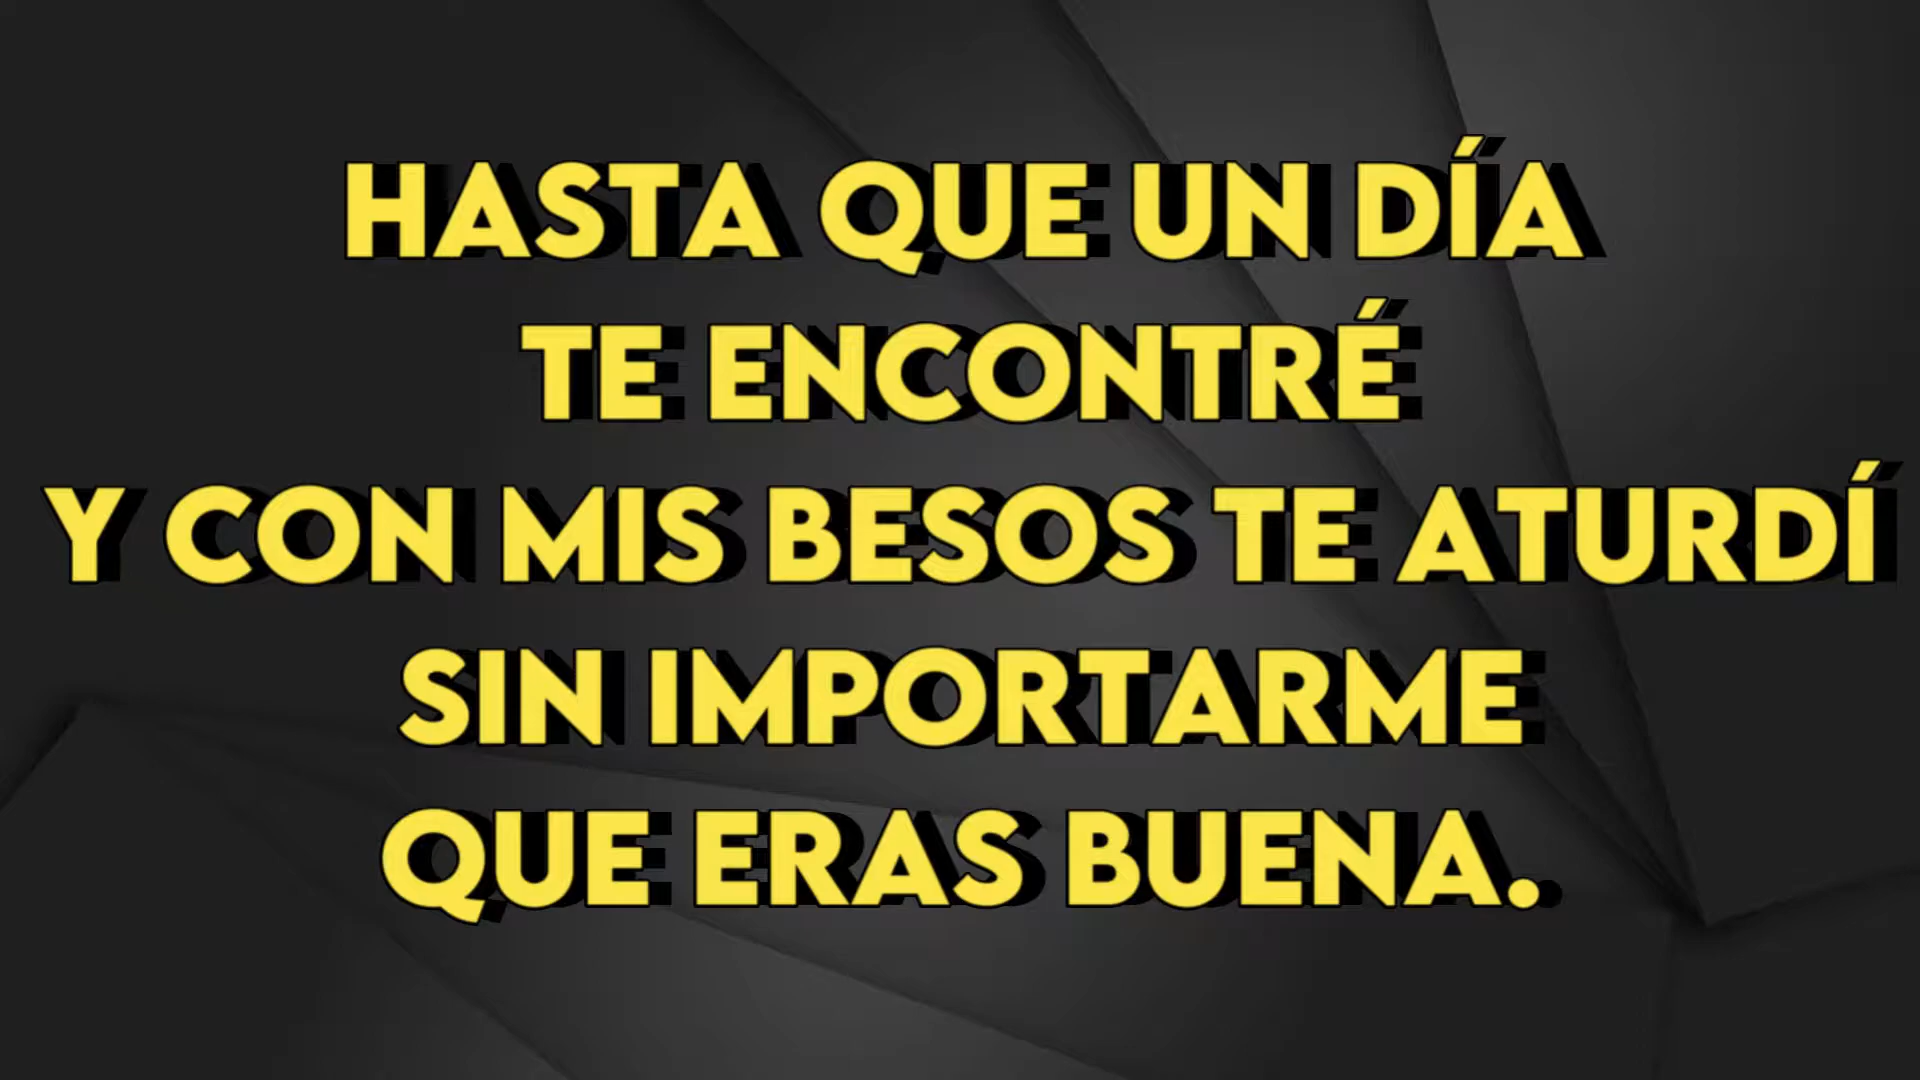 HASTA QUE UN DÍA
TE ENCONTRÉ
Y CON MIS BESOS TE ATURDÍ
SIN IMPORTARME
QUE ERAS BUENA.